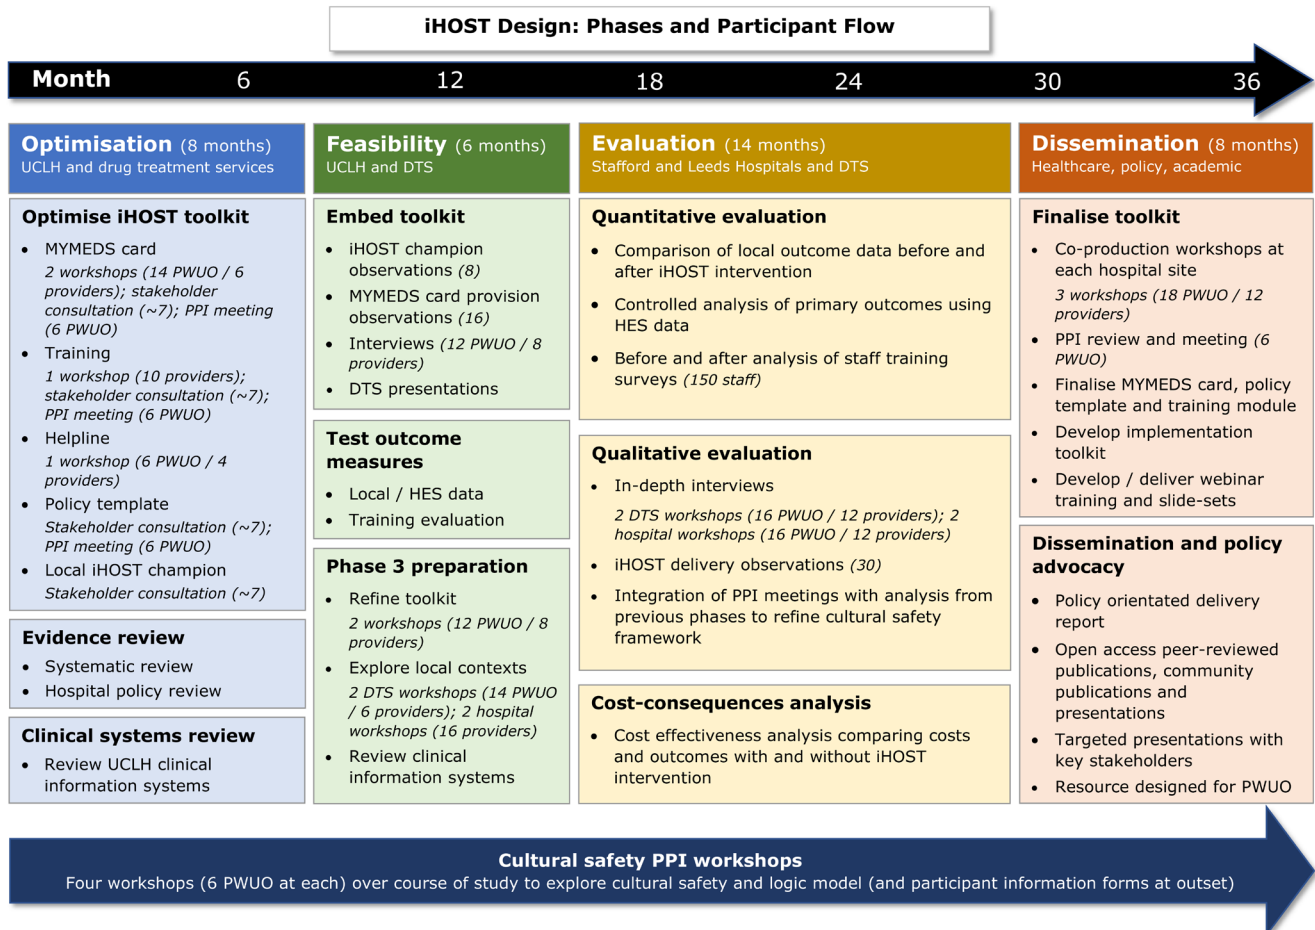 iHOST Design: Phases and Participant Flow
Month 6 12 18 24 30 36
Optimisation (8 months)
UCLH and drug treatment services
Optimise iHOST toolkit
• MYMEDS card
2 workshops (14 PWUO / 6
providers); stakeholder
consultation (~7); PPI meeting
(6 PWUO)
• Training
1 workshop (10 providers);
stakeholder consultation (~7);
PPI meeting (6 PWUO)
• Helpline
1 workshop (6 PWUO / 4
providers)
• Policy template
Stakeholder consultation (~7);
PPI meeting (6 PWUO)
• Local iHOST champion
Stakeholder consultation (~7)
Evidence review
• Systematic review
• Hospital policy review
Clinical systems review
• Review UCLH clinical
information systems
Feasibility (6 months)
UCLH and DTS
Embed toolkit
• iHOST champion
observations (8)
• MYMEDS card provision
observations (16)
• Interviews (12 PWUO / 8
providers)
• DTS presentations
Test outcome
measures
• Local / HES data
• Training evaluation
Phase 3 preparation
• Refine toolkit
2 workshops (12 PWUO / 8
providers)
• Explore local contexts
2 DTS workshops (14 PWUO
/ 6 providers); 2 hospital
workshops (16 providers)
• Review clinical
information systems
Evaluation (14 months)
Stafford and Leeds Hospitals and DTS
Quantitative evaluation
• Comparison of local outcome data before and
after iHOST intervention
• Controlled analysis of primary outcomes using
HES data
• Before and after analysis of staff training
surveys (150 staff)
Qualitative evaluation
• In-depth interviews
2 DTS workshops (16 PWUO / 12 providers); 2
hospital workshops (16 PWUO / 12 providers)
• iHOST delivery observations (30)
• Integration of PPI meetings with analysis from
previous phases to refine cultural safety
framework
Cost-consequences analysis
• Cost effectiveness analysis comparing costs
and outcomes with and without iHOST
intervention
Dissemination (8 months)
Healthcare, policy, academic
Finalise toolkit
• Co-production workshops at
each hospital site
3 workshops (18 PWUO / 12
providers)
• PPI review and meeting (6
PWUO)
• Finalise MYMEDS card, policy
template and training module
• Develop implementation
toolkit
• Develop / deliver webinar
training and slide-sets
Dissemination and policy
advocacy
• Policy orientated delivery
report
• Open access peer-reviewed
publications, community
publications and
presentations
• Targeted presentations with
key stakeholders
• Resource designed for PWUO
Cultural safety PPI workshops
Four workshops (6 PWUO at each) over course of study to explore cultural safety and logic model (and participant information forms at outset)